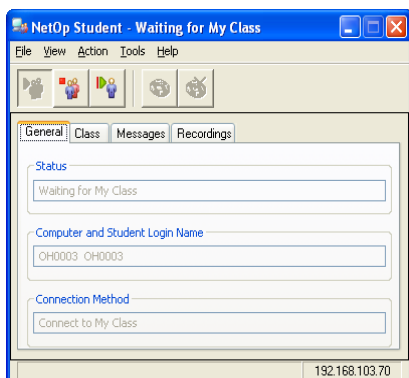 NetOp Student - Waiting for My Class
File View Action Tools Help
General Class Messages Recordings
Status
Waiting for My Class
Computer and Student Login Name
OH0003 OH0003
Connection Method
Connect to My Class
192.168.103.70